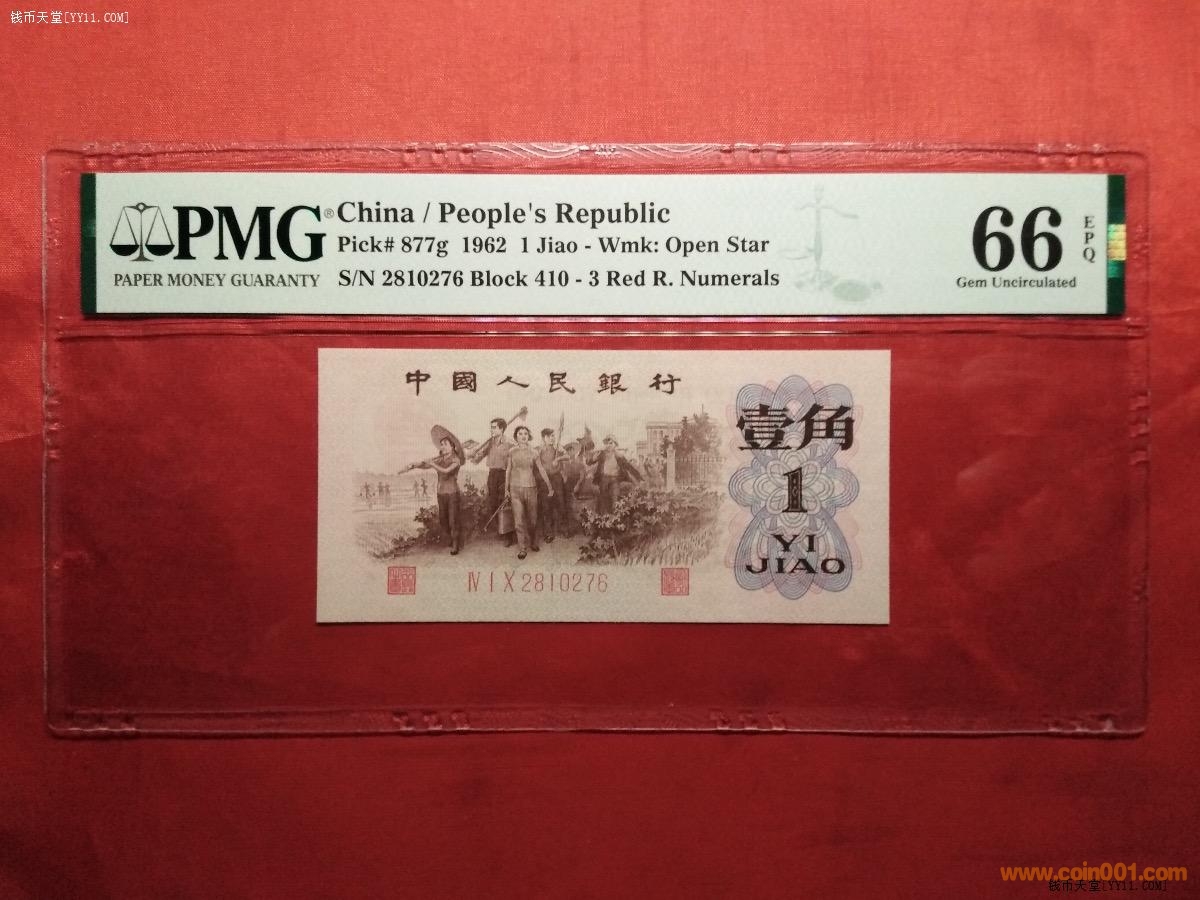 钱币天堂[YY11.COM]
PMG®
PAPER MONEY GUARANTY
China / People's Republic
Pick# 877g 1962 1 Jiao - Wmk: Open Star
S/N 2810276 Block 410 - 3 Red R. Numerals
66
EPQ
Gem Uncirculated
中國人民銀行
壹角
1
YI
JIAO
Ⅳ Ⅰ Ⅹ 2810276
www.coin001.com
钱币天堂[YY11.COM]